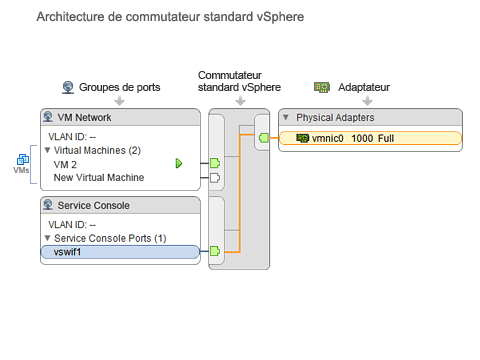 Architecture de commutateur standard vSphere
Groupes de ports
Commutateur
standard vSphere
Adaptateur
VM Network
VLAN ID: --
Virtual Machines (2)
VM 2
New Virtual Machine
VMs
Service Console
VLAN ID: --
Service Console Ports (1)
vswif1
Physical Adapters
vmnic0 1000 Full